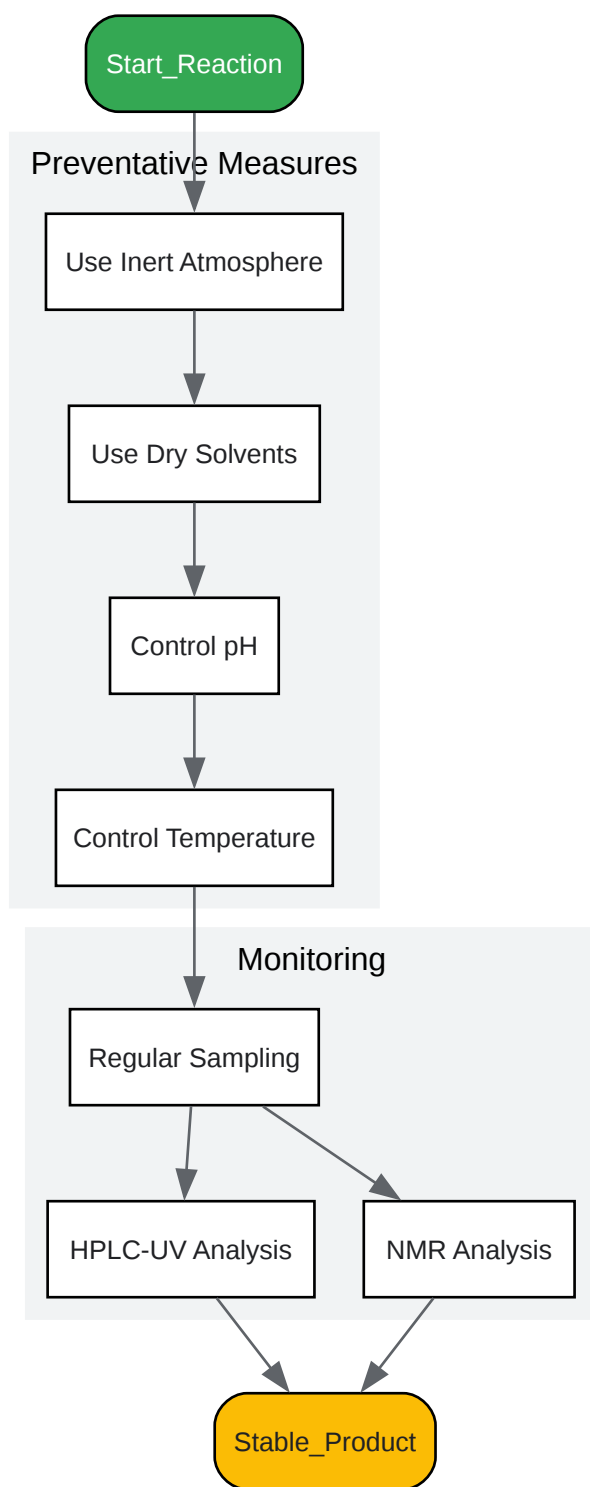 Start_Reaction
Preventative Measures
Use Inert Atmosphere
Use Dry Solvents
Control pH
Control Temperature
Monitoring
Regular Sampling
HPLC-UV Analysis
NMR Analysis
Stable_Product